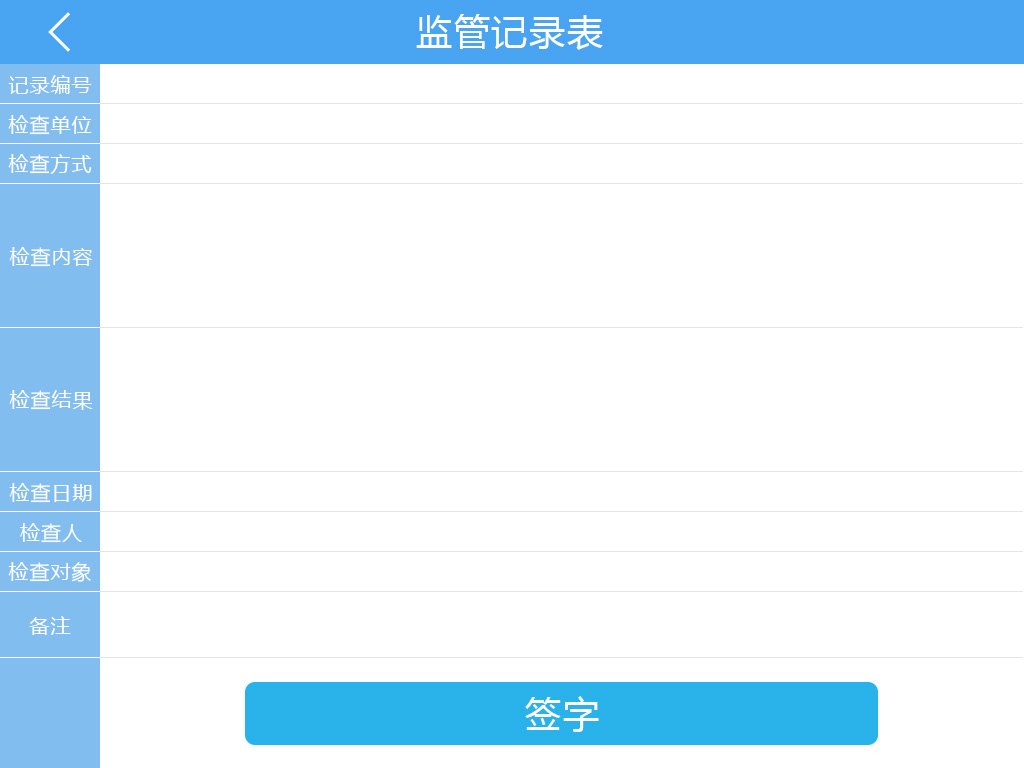 监管记录表
记录编号
检查单位
检查方式
检查内容
检查结果
检查日期
检查人
检查对象
备注
签字